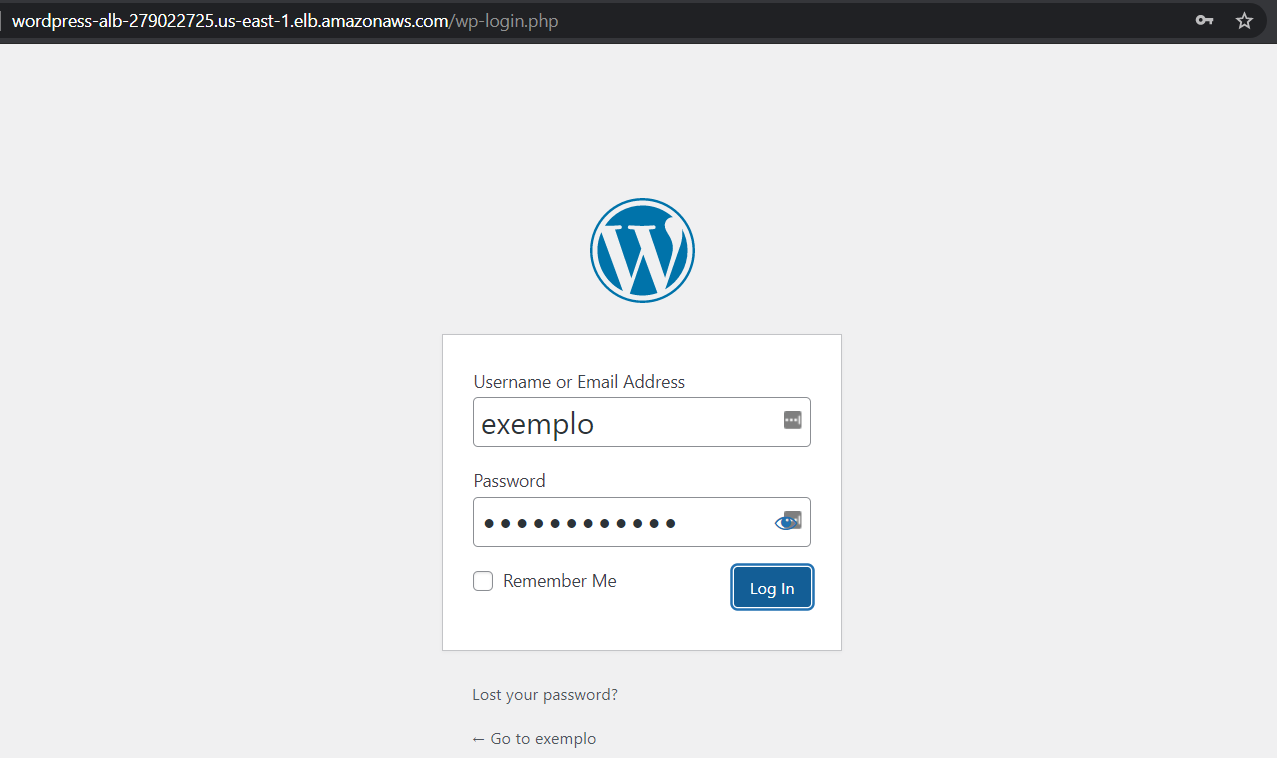 wordpress-alb-279022725.us-east-1.elb.amazonaws.com/wp-login.php
Username or Email Address
exemplo
Password
●●●●●●●●●●●●
Remember Me
Log In
Lost your password?
← Go to exemplo